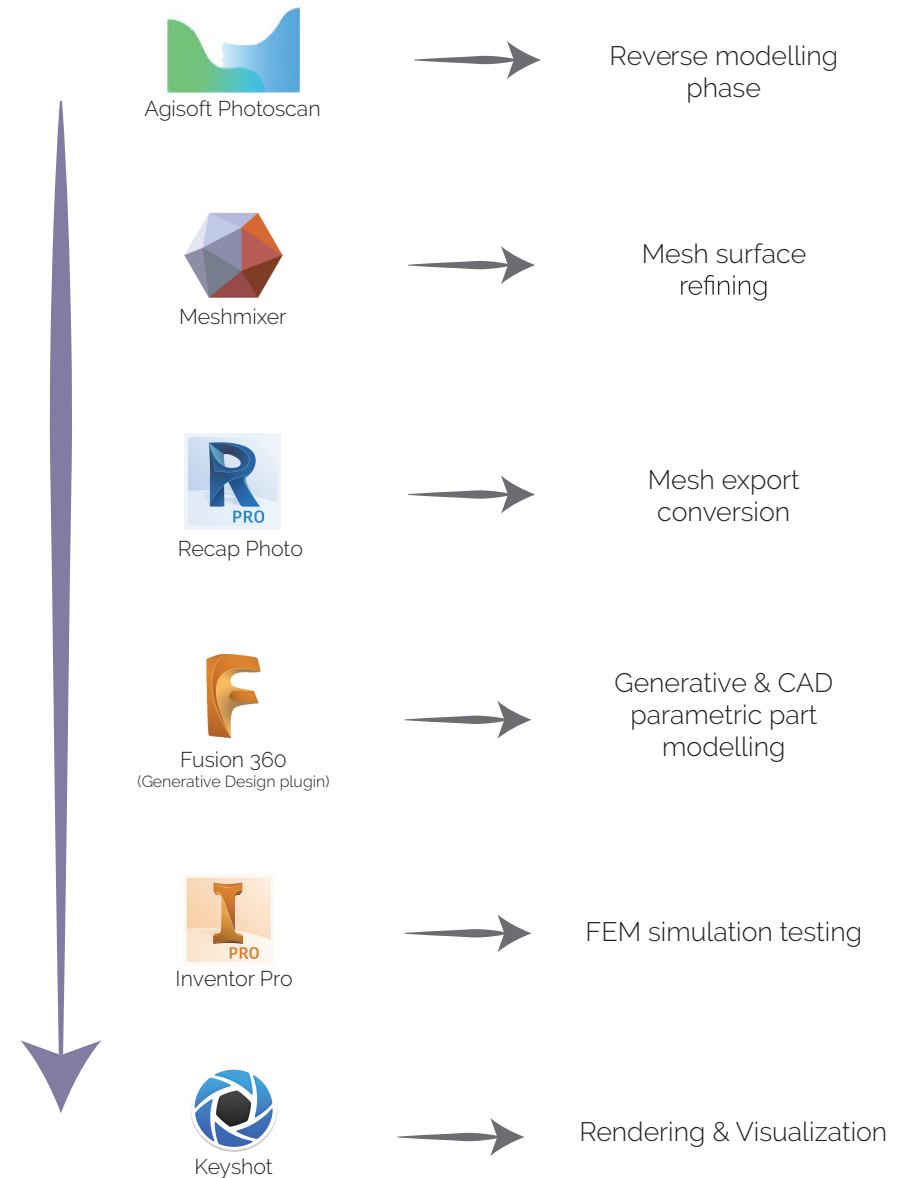 Agisoft Photoscan
Reverse modelling
phase
Meshmixer
Mesh surface
refining
R
PRO
Recap Photo
Mesh export
conversion
F
Fusion 360
(Generative Design plugin)
Generative & CAD
parametric part
modelling
I
PRO
Inventor Pro
FEM simulation testing
Keyshot
Rendering & Visualization